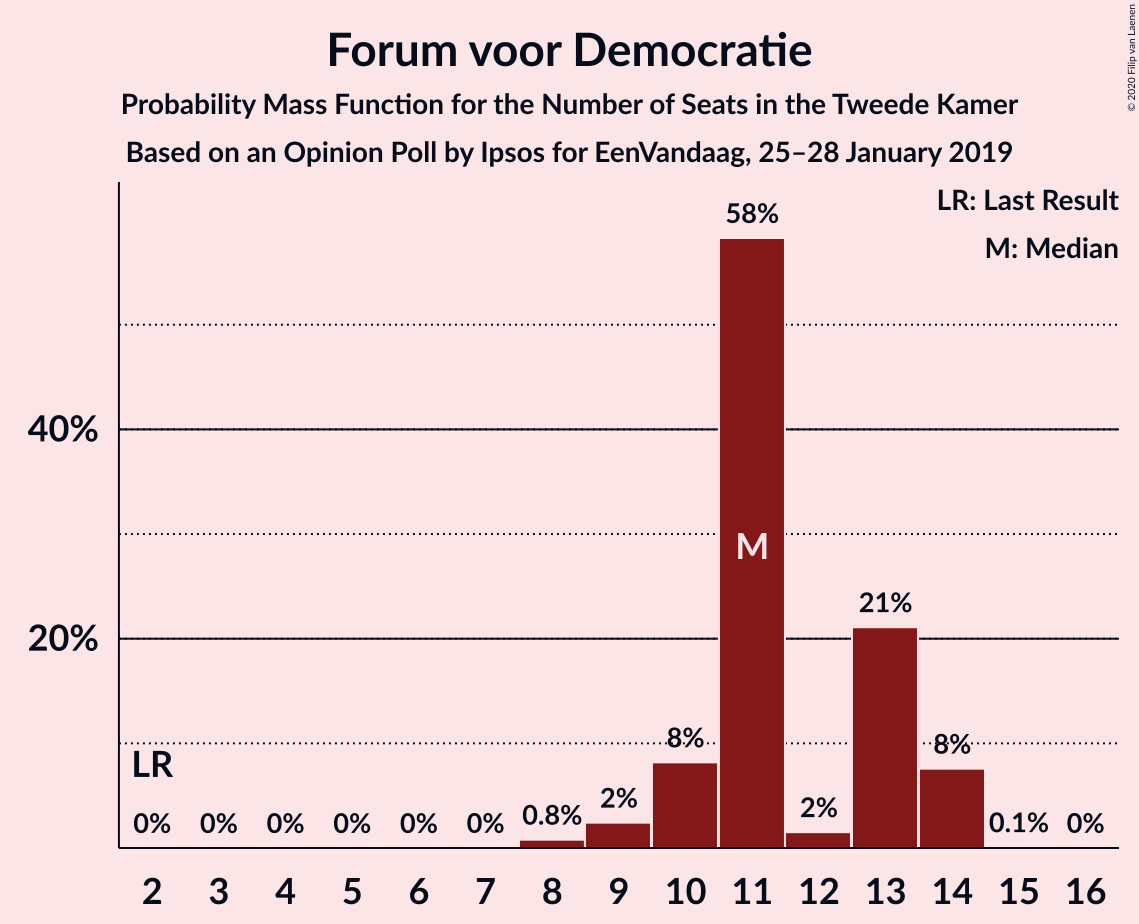 Forum voor Democratie
Probability Mass Function for the Number of Seats in the Tweede Kamer
Based on an Opinion Poll by Ipsos for EenVandaag, 25–28 January 2019
© 2020 Filip van Laenen
LR: Last Result
M: Median
58%
40%
M
21%
20%
8%
8%
LR
2%
2%
0.8%
0.1%
0% 0% 0% 0% 0% 0% 0%
2 3 4 5 6 7 8 9 10 11 12 13 14 15 16